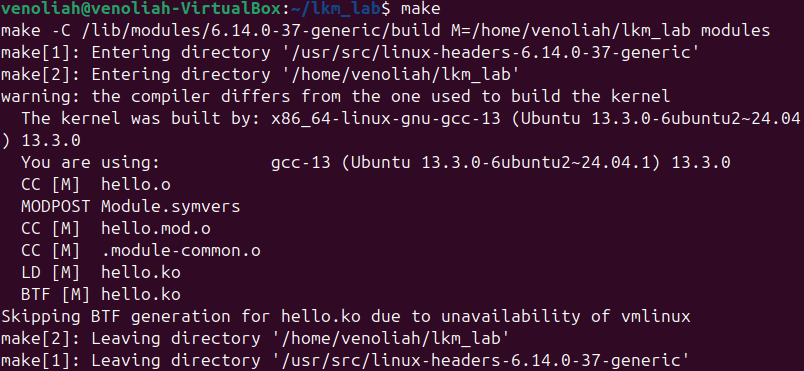 venoliah@venoliah-VirtualBox:~/lkm_lab$ make
make -C /lib/modules/6.14.0-37-generic/build M=/home/venoliah/lkm_lab modules
make[1]: Entering directory '/usr/src/linux-headers-6.14.0-37-generic'
make[2]: Entering directory '/home/venoliah/lkm_lab'
warning: the compiler differs from the one used to build the kernel
  The kernel was built by: x86_64-linux-gnu-gcc-13 (Ubuntu 13.3.0-6ubuntu2~24.04
) 13.3.0
  You are using:           gcc-13 (Ubuntu 13.3.0-6ubuntu2~24.04.1) 13.3.0
  CC [M]  hello.o
  MODPOST Module.symvers
  CC [M]  hello.mod.o
  CC [M]  .module-common.o
  LD [M]  hello.ko
  BTF [M] hello.ko
Skipping BTF generation for hello.ko due to unavailability of vmlinux
make[2]: Leaving directory '/home/venoliah/lkm_lab'
make[1]: Leaving directory '/usr/src/linux-headers-6.14.0-37-generic'